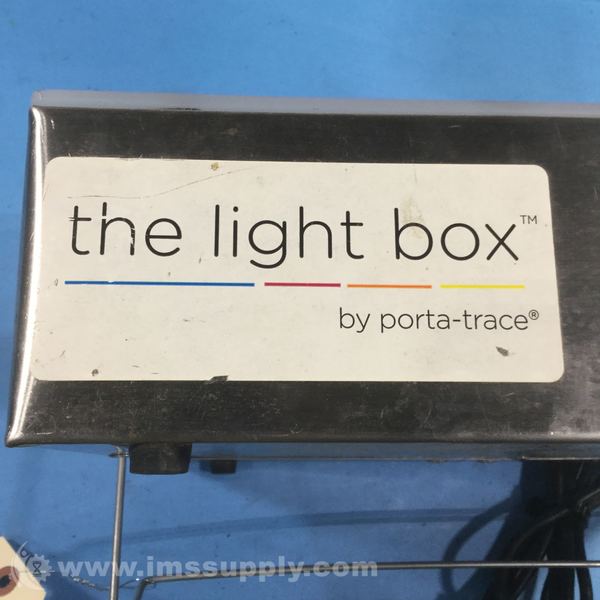 the light box™
by porta-trace®
www.imssupply.com